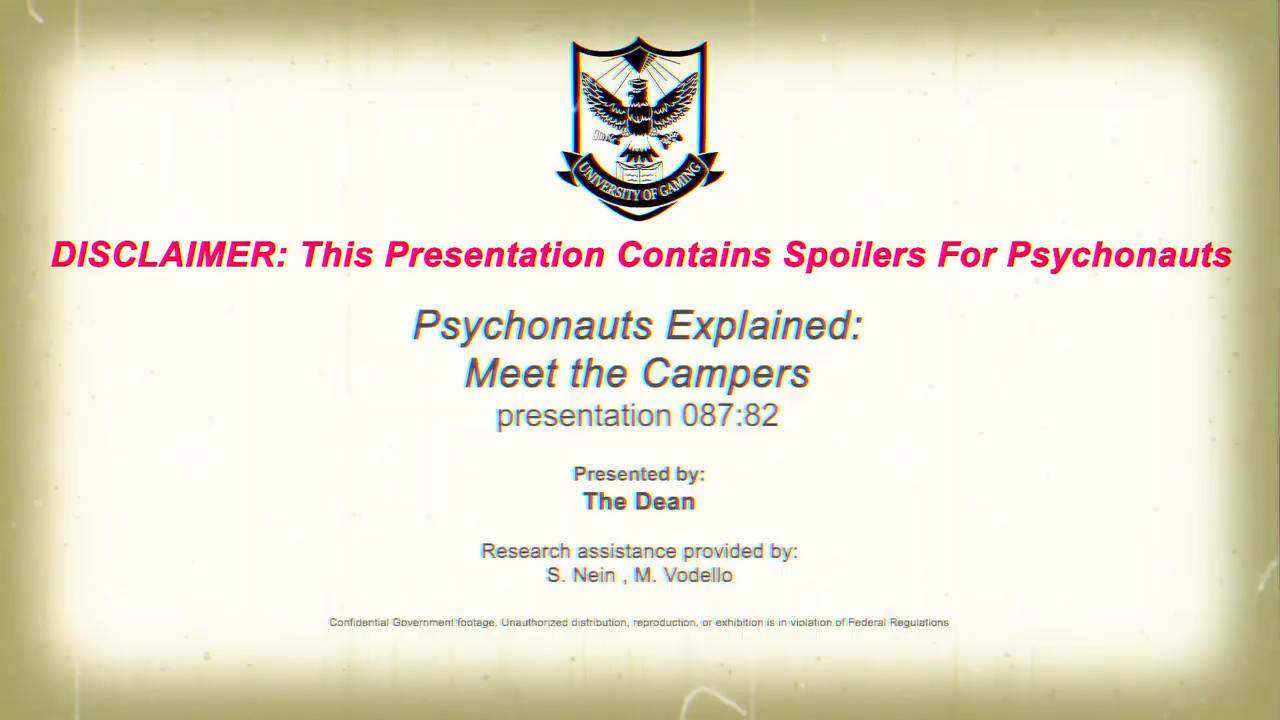 UNIVERSITY OF GAMING
DISCLAIMER: This Presentation Contains Spoilers For Psychonauts
Psychonauts Explained:
Meet the Campers
presentation 087:82
Presented by:
The Dean
Research assistance provided by:
S. Nein , M. Vodello
Confidential Government footage. Unauthorized distribution, reproduction, or exhibition is in violation of Federal Regulations